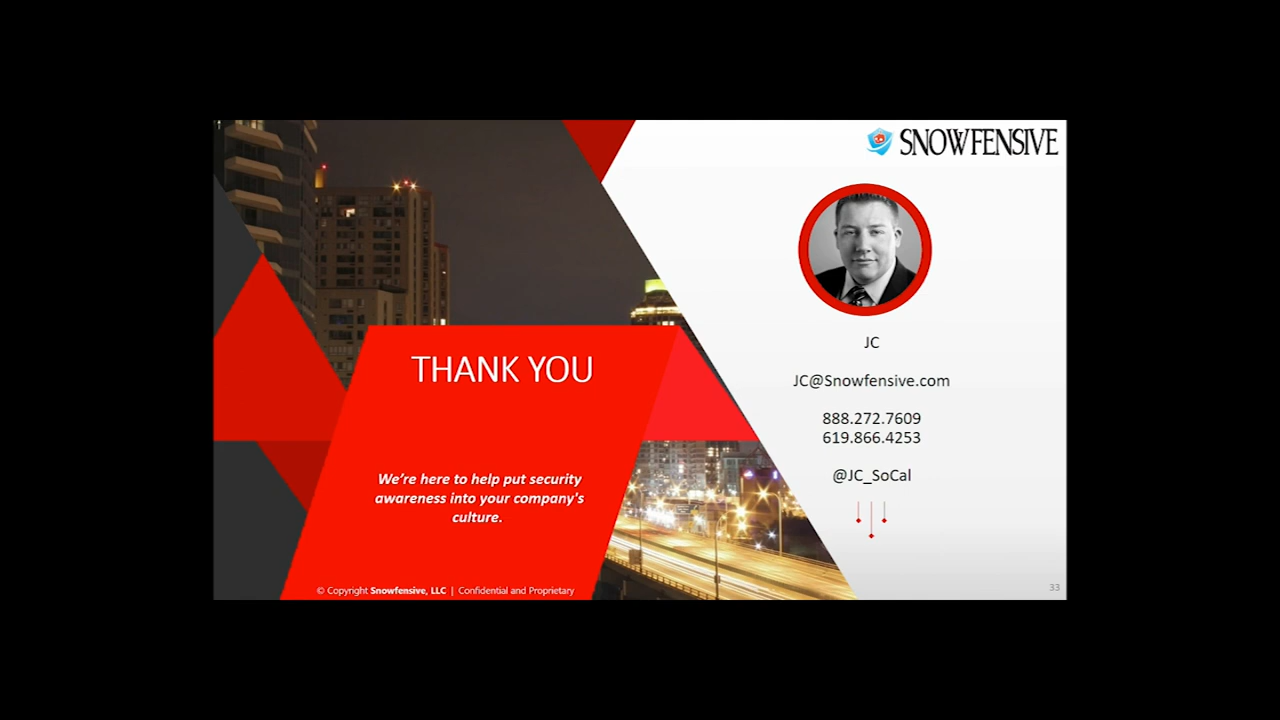 SNOWFENSIVE
JC
JC@Snowfensive.com
888.272.7609
619.866.4253
@JC_SoCal
THANK YOU
We're here to help put security
awareness into your company's
culture.
© Copyright Snowfensive, LLC | Confidential and Proprietary
33